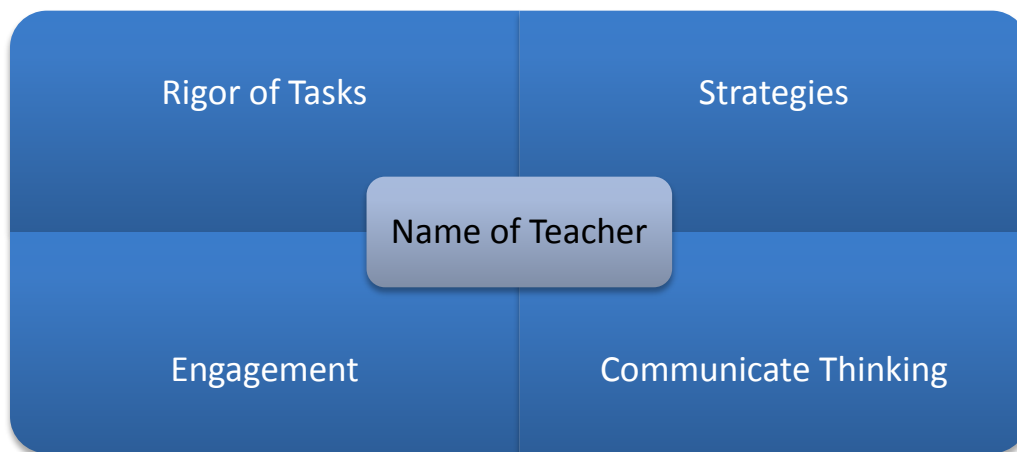 Rigor of Tasks
Strategies
Name of Teacher
Engagement
Communicate Thinking